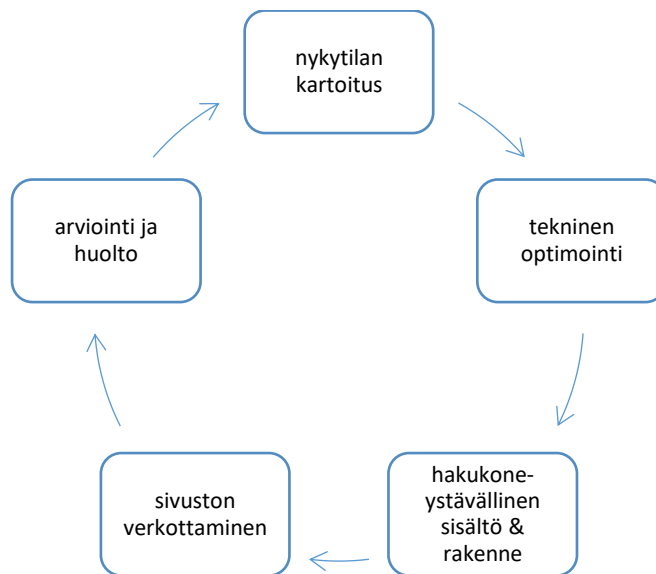 nykytilan
kartoitus
tekninen
optimointi
hakukone-
ystävällinen
sisältö &
rakenne
sivuston
verkottaminen
arviointi ja
huolto